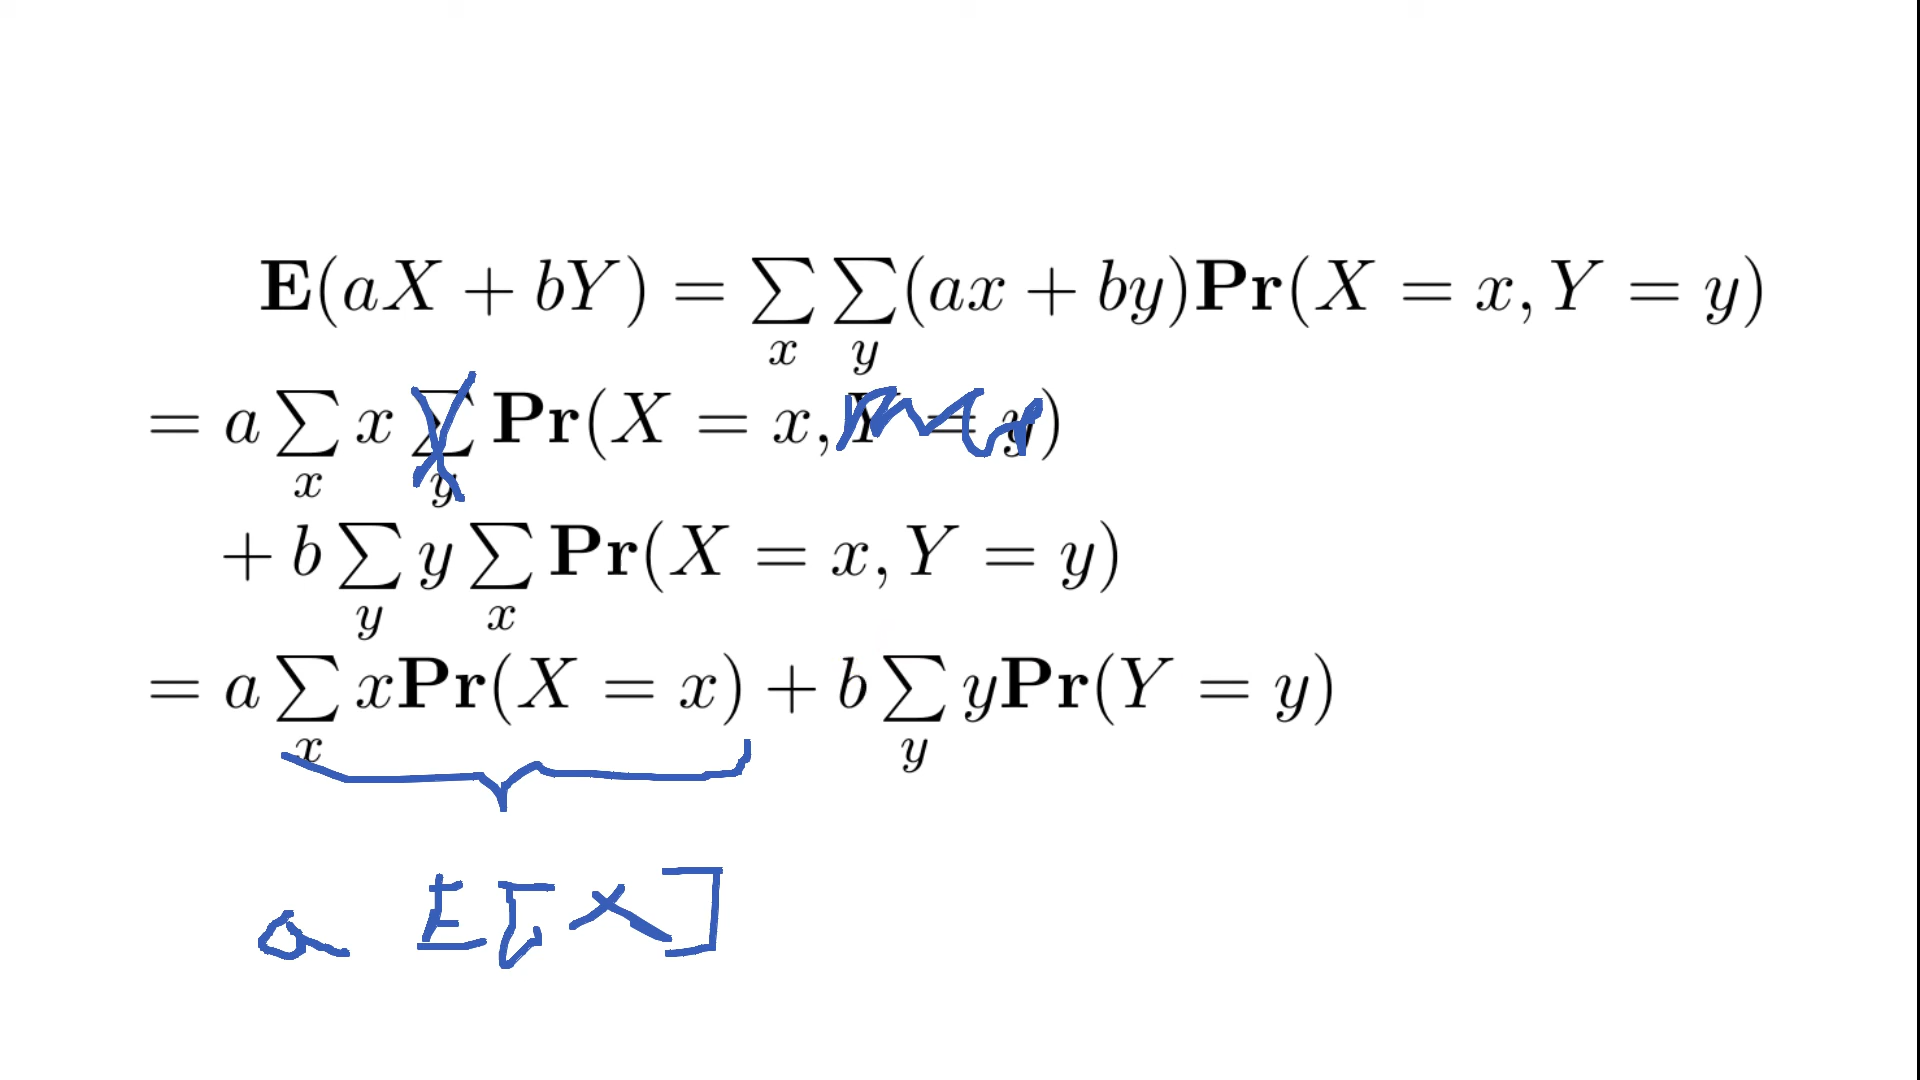 E(aX + bY) = ∑_x ∑_y (ax + by)Pr(X = x, Y = y)
= a ∑_x x ∑_y Pr(X = x, Y = y)
+ b ∑_y y ∑_x Pr(X = x, Y = y)
= a ∑_x xPr(X = x) + b ∑_y yPr(Y = y)
a E[X]